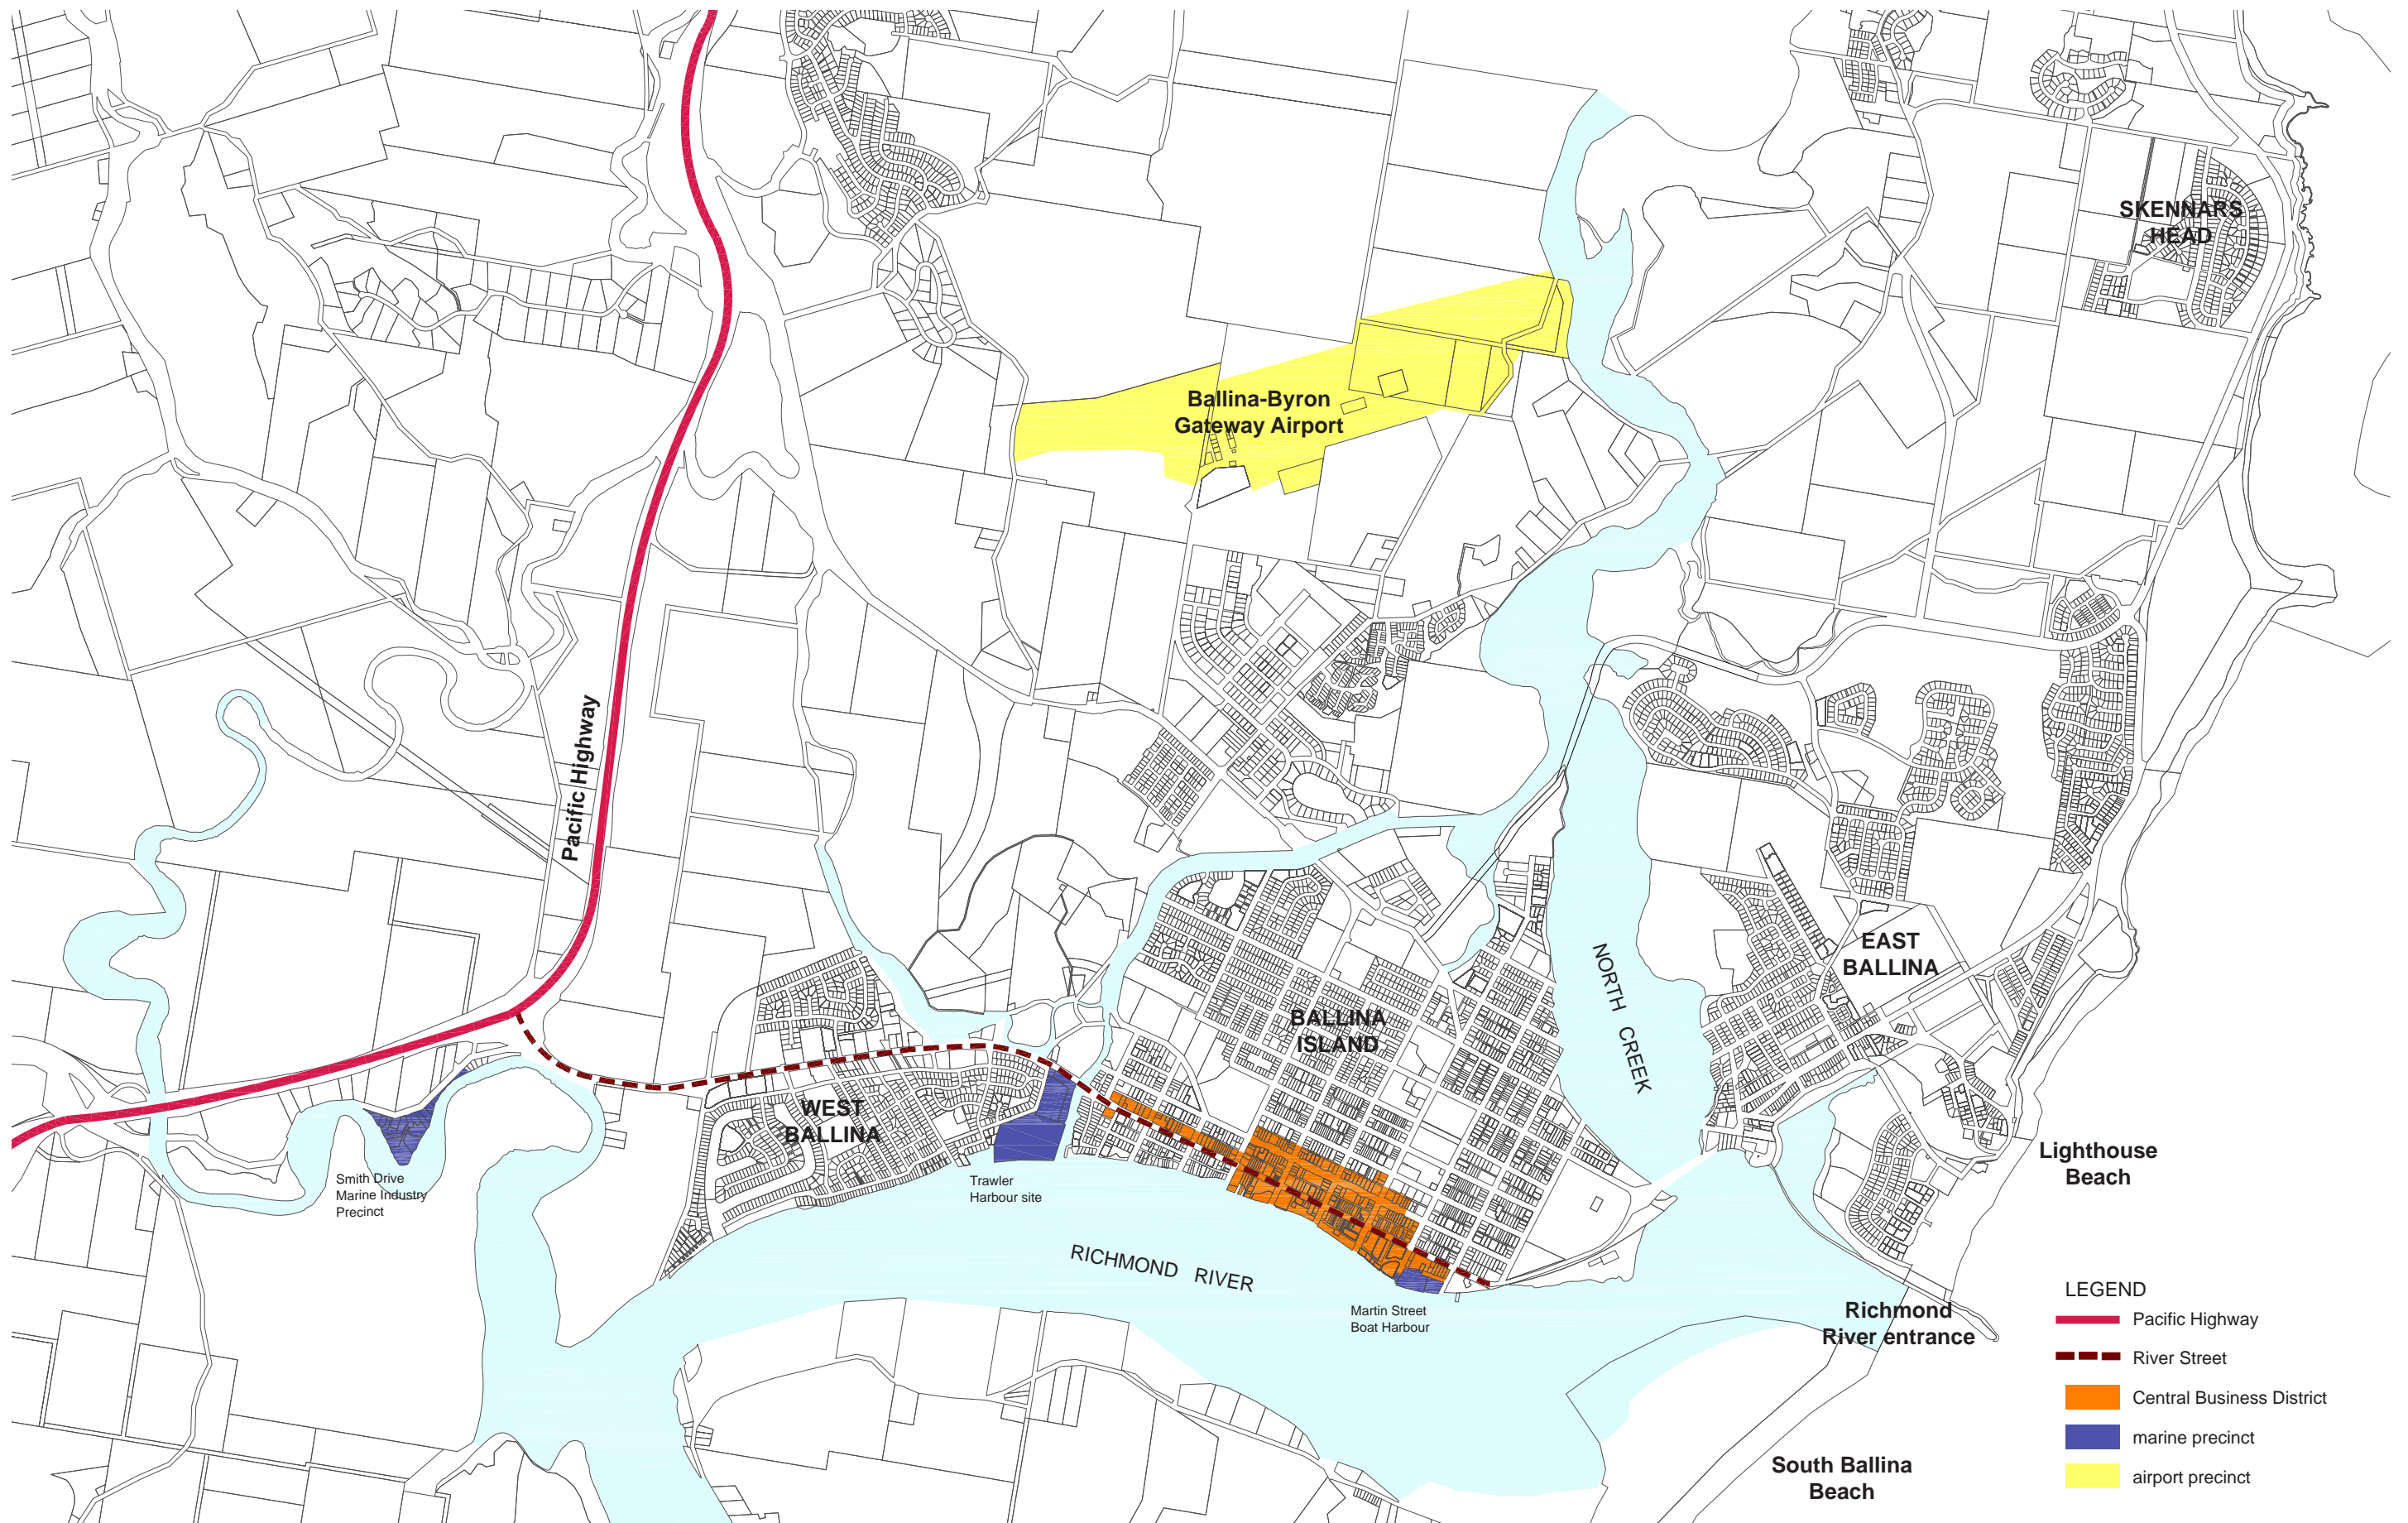 SKENNARS
HEAD
Ballina-Byron
Gateway Airport
Pacific Highway
EAST
BALLINA
NORTH CREEK
BALLINA
ISLAND
WEST
BALLINA
Lighthouse
Beach
Smith Drive
Marine Industry
Precinct
Trawler
Harbour site
RICHMOND RIVER
Martin Street
Boat Harbour
Richmond
River entrance
South Ballina
Beach
LEGEND
Pacific Highway
River Street
Central Business District
marine precinct
airport precinct